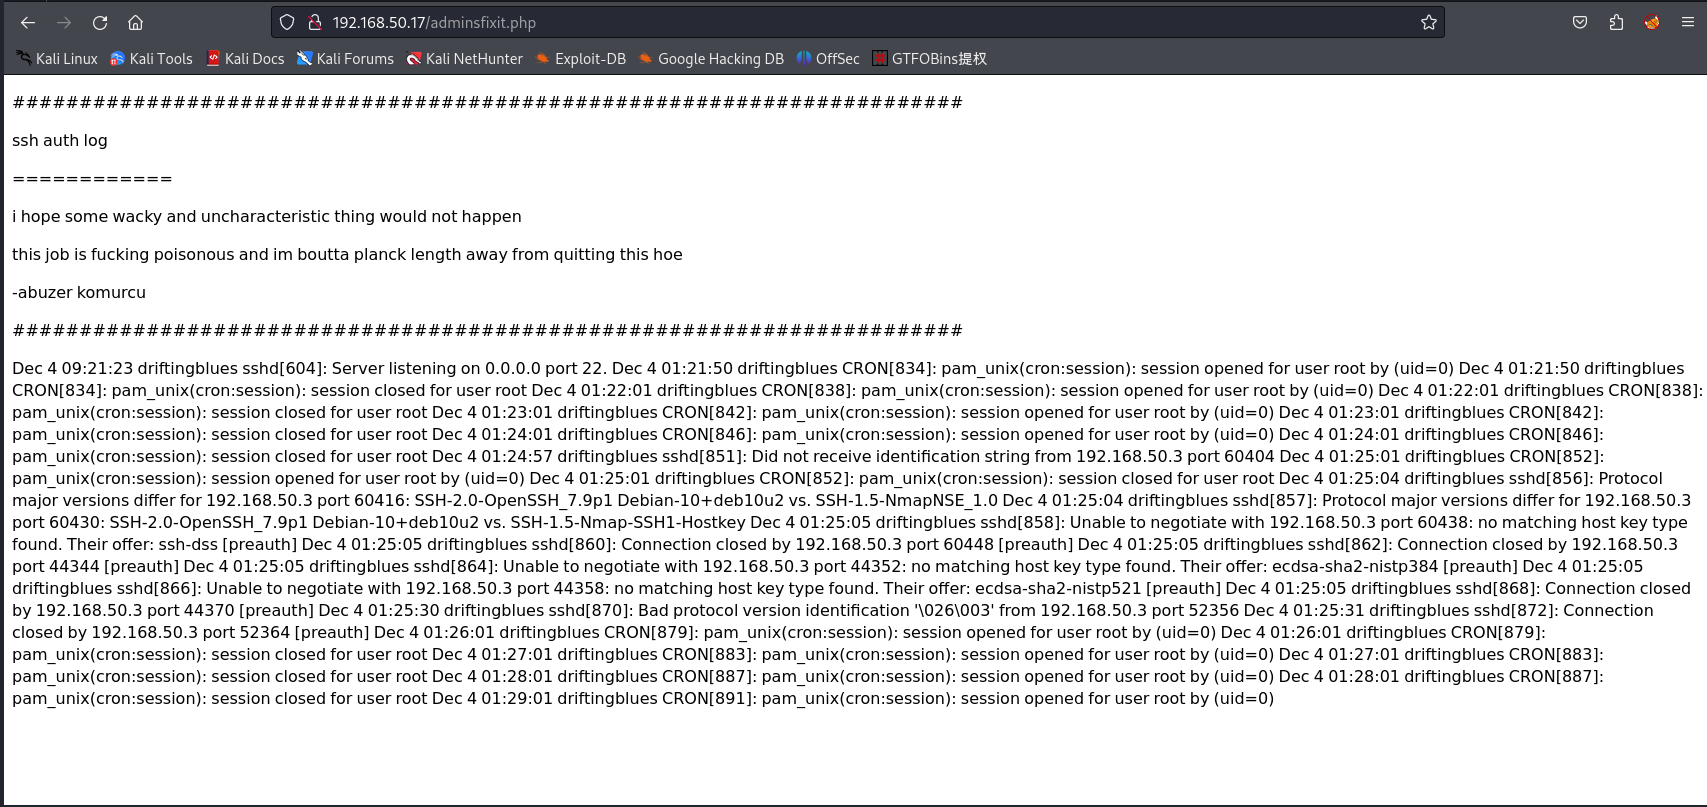 192.168.50.17/adminsfixit.php
Kali Linux Kali Tools Kali Docs Kali Forums Kali NetHunter Exploit-DB Google Hacking DB OffSec GTFOBins提权
#######################################################################
ssh auth log
============
i hope some wacky and uncharacteristic thing would not happen
this job is fucking poisonous and im boutta planck length away from quitting this hoe
-abuzer komurcu
#######################################################################
Dec 4 09:21:23 driftingblues sshd[604]: Server listening on 0.0.0.0 port 22. Dec 4 01:21:50 driftingblues CRON[834]: pam_unix(cron:session): session opened for user root by (uid=0) Dec 4 01:21:50 driftingblues
CRON[834]: pam_unix(cron:session): session closed for user root Dec 4 01:22:01 driftingblues CRON[838]: pam_unix(cron:session): session opened for user root by (uid=0) Dec 4 01:22:01 driftingblues CRON[838]:
pam_unix(cron:session): session closed for user root Dec 4 01:23:01 driftingblues CRON[842]: pam_unix(cron:session): session opened for user root by (uid=0) Dec 4 01:23:01 driftingblues CRON[842]:
pam_unix(cron:session): session closed for user root Dec 4 01:24:01 driftingblues CRON[846]: pam_unix(cron:session): session opened for user root by (uid=0) Dec 4 01:24:01 driftingblues CRON[846]:
pam_unix(cron:session): session closed for user root Dec 4 01:24:57 driftingblues sshd[851]: Did not receive identification string from 192.168.50.3 port 60404 Dec 4 01:25:01 driftingblues CRON[852]:
pam_unix(cron:session): session opened for user root by (uid=0) Dec 4 01:25:01 driftingblues CRON[852]: pam_unix(cron:session): session closed for user root Dec 4 01:25:04 driftingblues sshd[856]: Protocol
major versions differ for 192.168.50.3 port 60416: SSH-2.0-OpenSSH_7.9p1 Debian-10+deb10u2 vs. SSH-1.5-NmapNSE_1.0 Dec 4 01:25:04 driftingblues sshd[857]: Protocol major versions differ for 192.168.50.3
port 60430: SSH-2.0-OpenSSH_7.9p1 Debian-10+deb10u2 vs. SSH-1.5-Nmap-SSH1-Hostkey Dec 4 01:25:05 driftingblues sshd[858]: Unable to negotiate with 192.168.50.3 port 60438: no matching host key type
found. Their offer: ssh-dss [preauth] Dec 4 01:25:05 driftingblues sshd[860]: Connection closed by 192.168.50.3 port 60448 [preauth] Dec 4 01:25:05 driftingblues sshd[862]: Connection closed by 192.168.50.3
port 44344 [preauth] Dec 4 01:25:05 driftingblues sshd[864]: Unable to negotiate with 192.168.50.3 port 44352: no matching host key type found. Their offer: ecdsa-sha2-nistp384 [preauth] Dec 4 01:25:05
driftingblues sshd[866]: Unable to negotiate with 192.168.50.3 port 44358: no matching host key type found. Their offer: ecdsa-sha2-nistp521 [preauth] Dec 4 01:25:05 driftingblues sshd[868]: Connection closed
by 192.168.50.3 port 44370 [preauth] Dec 4 01:25:30 driftingblues sshd[870]: Bad protocol version identification '\026\003' from 192.168.50.3 port 52356 Dec 4 01:25:31 driftingblues sshd[872]: Connection
closed by 192.168.50.3 port 52364 [preauth] Dec 4 01:26:01 driftingblues CRON[879]: pam_unix(cron:session): session opened for user root by (uid=0) Dec 4 01:26:01 driftingblues CRON[879]:
pam_unix(cron:session): session closed for user root Dec 4 01:27:01 driftingblues CRON[883]: pam_unix(cron:session): session opened for user root by (uid=0) Dec 4 01:27:01 driftingblues CRON[883]:
pam_unix(cron:session): session closed for user root Dec 4 01:28:01 driftingblues CRON[887]: pam_unix(cron:session): session opened for user root by (uid=0) Dec 4 01:28:01 driftingblues CRON[887]:
pam_unix(cron:session): session closed for user root Dec 4 01:29:01 driftingblues CRON[891]: pam_unix(cron:session): session opened for user root by (uid=0)